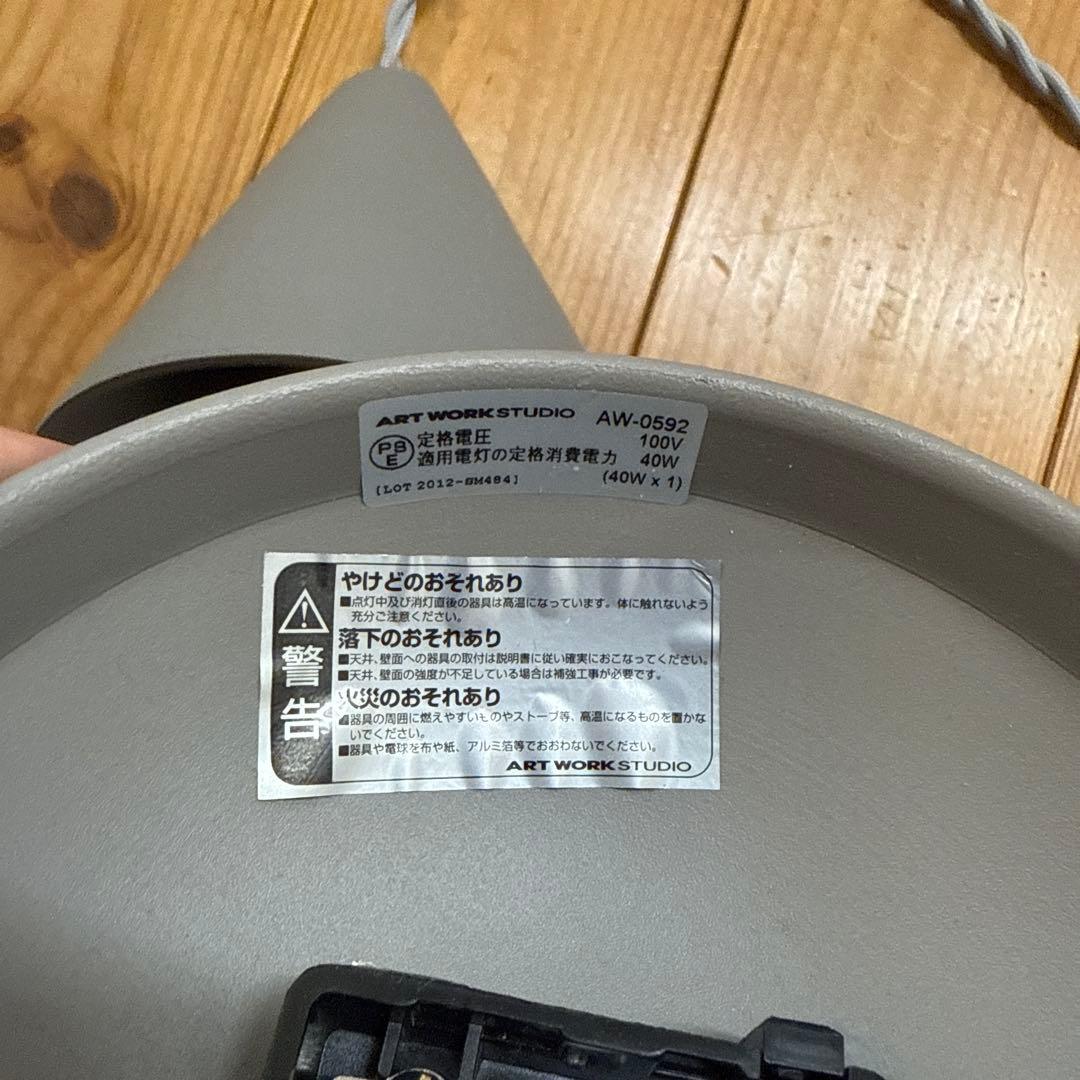 ART WORKSTUDIO AW-0592
PS E 定格電圧 100V
適用電灯の定格消費電力 40W
[LOT 2012-SM484] (40W x 1)
警告
やけどのおそれあり
■点灯中及び消灯直後の器具は高温になっています。体に触れないよう
充分ご注意ください。
落下のおそれあり
■天井、壁面への器具の取付は説明書に従い確実におこなってください。
■天井、壁面の強度が不足している場合は補強工事が必要です。
火災のおそれあり
■器具の周囲に燃えやすいものやストーブ等、高温になるものを置かな
いでください。
■器具や電球を布や紙、アルミ箔等でおおわないでください。
ART WORKSTUDIO